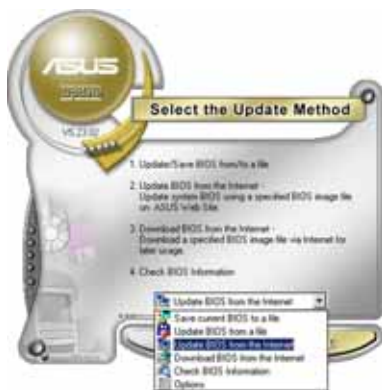 ASUS
UPDATE
V5.23.02
Select the Update Method
1. Update/Save BIOS from/to a file
2. Update BIOS from the Internet -
Update system BIOS using a specified BIOS image file
on ASUS Web Site.
3. Download BIOS from the Internet -
Download a specified BIOS image file via Internet for
later usage.
4. Check BIOS Information
Update BIOS from the Internet
Save current BIOS to a file
Update BIOS from a file
Update BIOS from the Internet
Download BIOS from the Internet
Check BIOS Information
Options